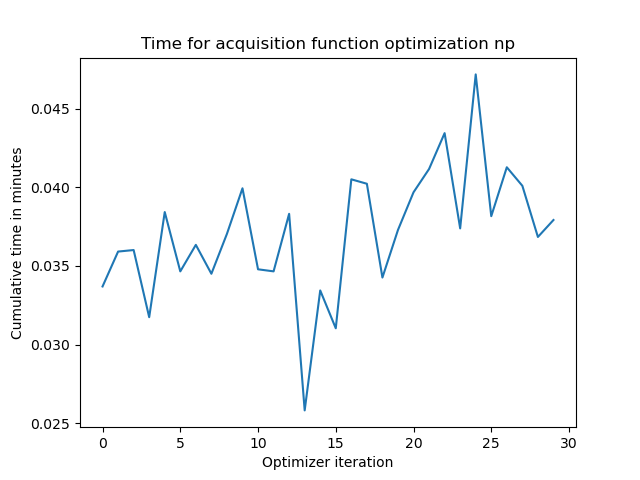 Time for acquisition function optimization np
Cumulative time in minutes
0.045
0.040
0.035
0.030
0.025
0 5 10 15 20 25 30
Optimizer iteration